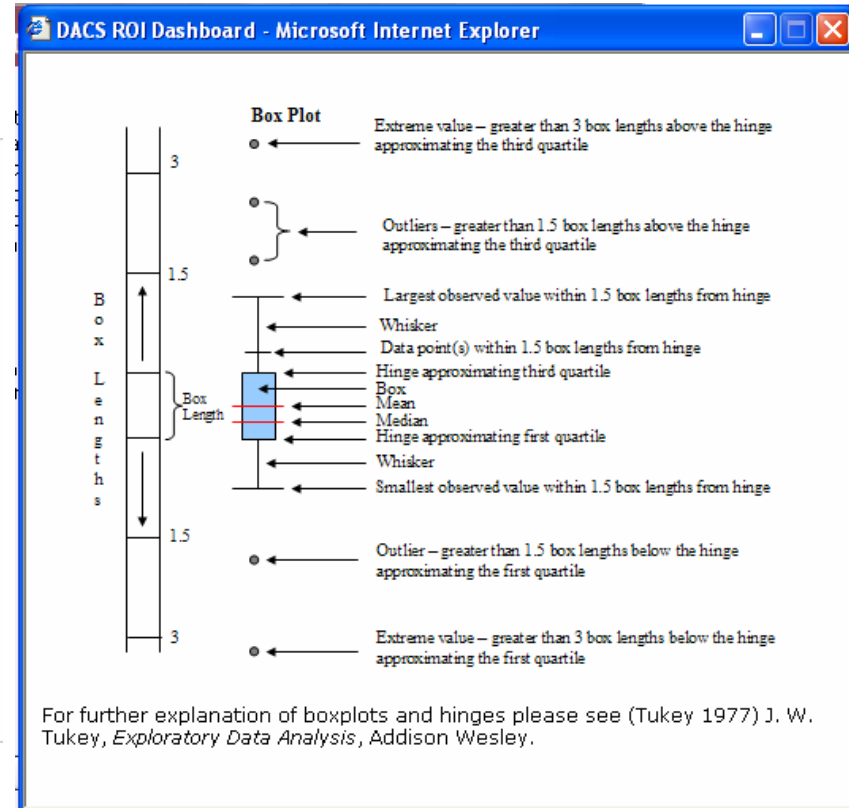 DACS ROI Dashboard - Microsoft Internet Explorer
Box Plot
Extreme value – greater than 3 box lengths above the hinge
approximating the third quartile
3
Outliers – greater than 1.5 box lengths above the hinge
approximating the third quartile
1.5
Box Lengths
Largest observed value within 1.5 box lengths from hinge
Whisker
Data point(s) within 1.5 box lengths from hinge
Hinge approximating third quartile
Box
Box
Length
Mean
Median
Hinge approximating first quartile
Whisker
Smallest observed value within 1.5 box lengths from hinge
1.5
Outlier – greater than 1.5 box lengths below the hinge
approximating the first quartile
3
Extreme value – greater than 3 box lengths below the hinge
approximating the first quartile
For further explanation of boxplots and hinges please see (Tukey 1977) J. W.
Tukey, Exploratory Data Analysis, Addison Wesley.